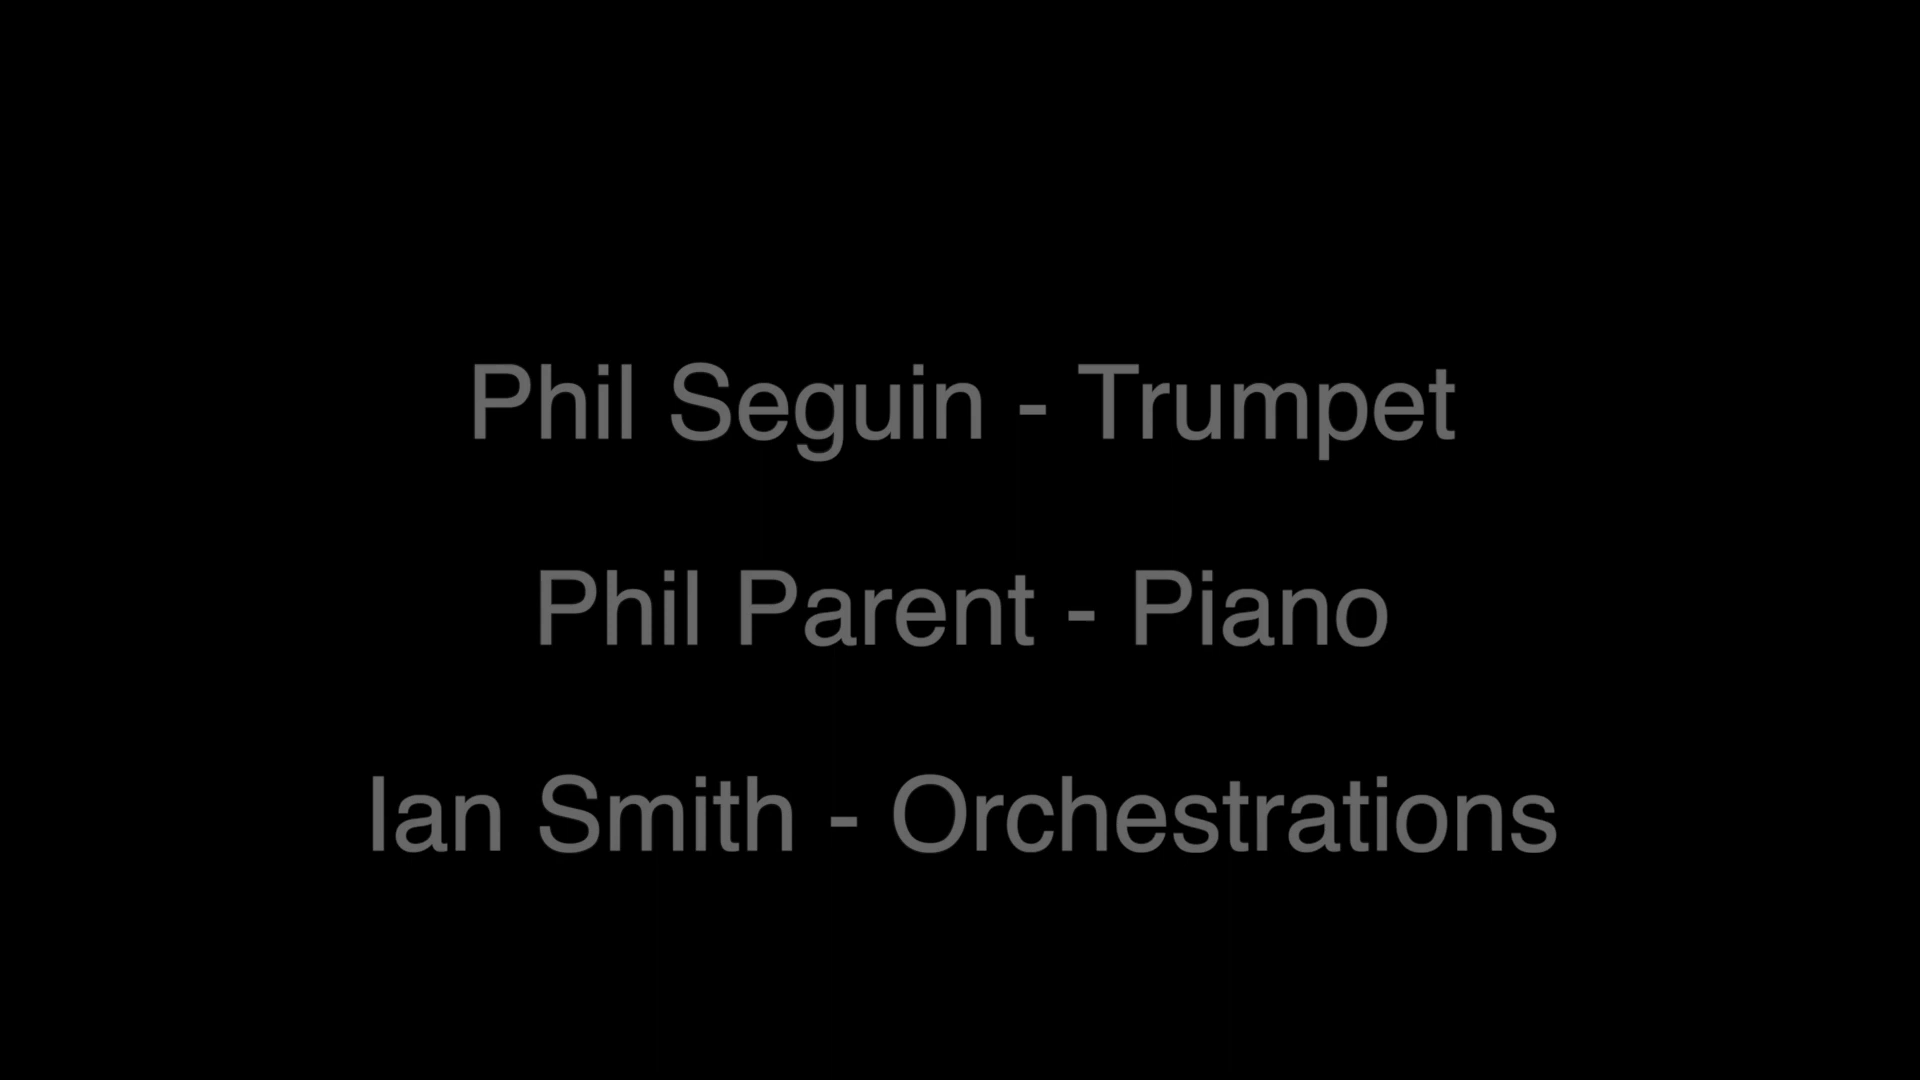 Phil Seguin - Trumpet
Phil Parent - Piano
Ian Smith - Orchestrations